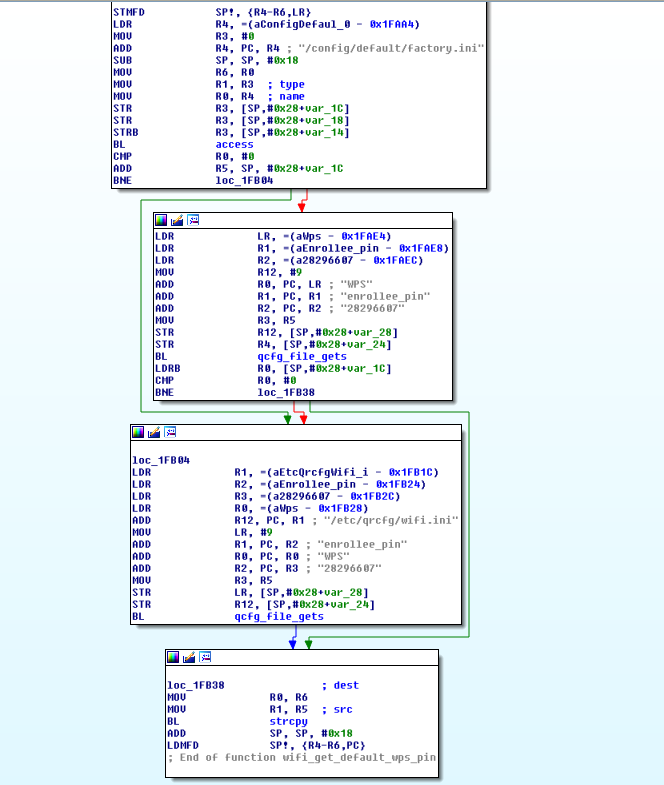 STMFD SP!, {R4-R6,LR}
LDR R4, =(aConfigDefaul_0 - 0x1FAA4)
MOV R3, #0
ADD R4, PC, R4 ; "/config/default/factory.ini"
SUB SP, SP, #0x18
MOV R6, R0
MOV R1, R3 ; type
MOV R0, R4 ; name
STR R3, [SP,#0x28+var_1C]
STR R3, [SP,#0x28+var_18]
STRB R3, [SP,#0x28+var_14]
BL access
CMP R0, #0
ADD R5, SP, #0x28+var_1C
BNE loc_1FB04
LDR LR, =(aWps - 0x1FAE4)
LDR R1, =(aEnrollee_pin - 0x1FAE8)
LDR R2, =(a28296607 - 0x1FAEC)
MOV R12, #9
ADD R0, PC, LR ; "WPS"
ADD R1, PC, R1 ; "enrollee_pin"
ADD R2, PC, R2 ; "28296607"
MOV R3, R5
STR R12, [SP,#0x28+var_28]
STR R4, [SP,#0x28+var_24]
BL qcfg_file_gets
LDRB R0, [SP,#0x28+var_1C]
CMP R0, #0
BNE loc_1FB38
loc_1FB04
LDR R1, =(aEtcQrcfgWifi_i - 0x1FB1C)
LDR R2, =(aEnrollee_pin - 0x1FB24)
LDR R3, =(a28296607 - 0x1FB2C)
LDR R0, =(aWps - 0x1FB28)
ADD R12, PC, R1 ; "/etc/qrcfg/wifi.ini"
MOV LR, #9
ADD R1, PC, R2 ; "enrollee_pin"
ADD R0, PC, R0 ; "WPS"
ADD R2, PC, R3 ; "28296607"
MOV R3, R5
STR LR, [SP,#0x28+var_28]
STR R12, [SP,#0x28+var_24]
BL qcfg_file_gets
loc_1FB38 ; dest
MOV R0, R6
MOV R1, R5 ; src
BL strcpy
ADD SP, SP, #0x18
LDMFD SP!, {R4-R6,PC}
; End of function wifi_get_default_wps_pin